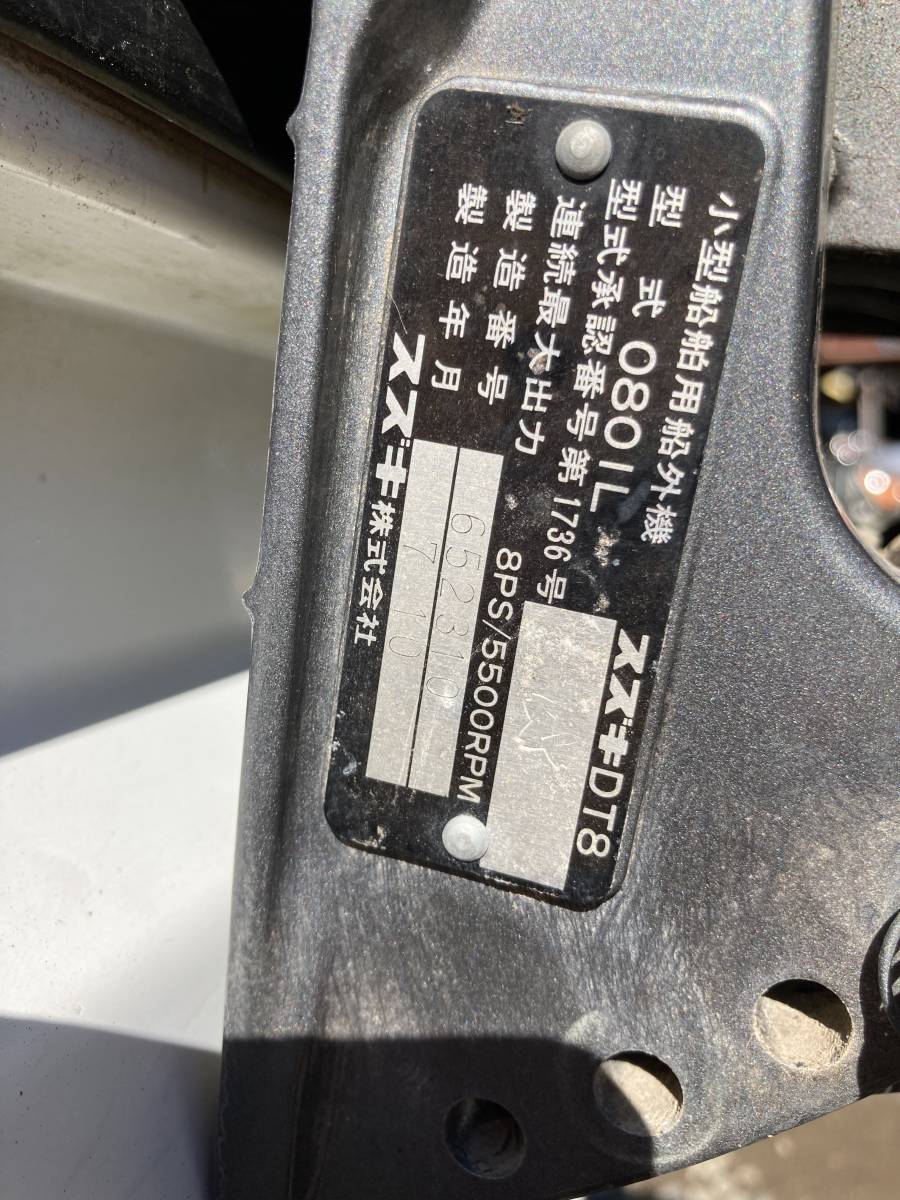 小型船舶用船外機 スズキDT8
型式 0801L
型式承認番号第1736号
連続最大出力 8PS/5500RPM
製造番号 652310
製造年月 7 10
スズキ株式会社